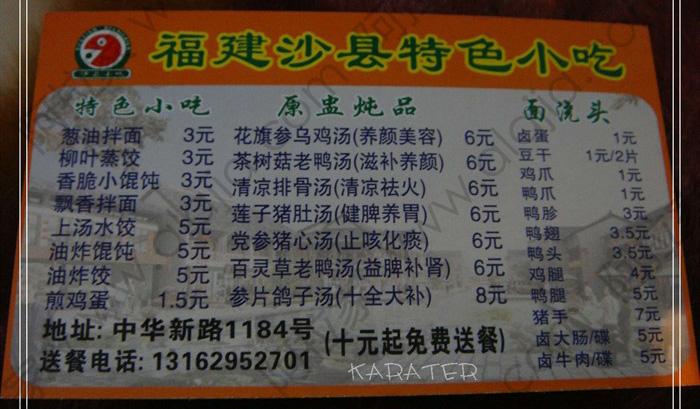 福建沙县特色小吃
特色小吃
葱油拌面 3元
柳叶蒸饺 3元
香脆小馄饨 3元
飘香拌面 3元
上汤水饺 5元
油炸馄饨 5元
油炸饺 5元
煎鸡蛋 1.5元
原盅炖品
花旗参乌鸡汤(养颜美容) 6元
茶树菇老鸭汤(滋补养颜) 6元
清凉排骨汤(清凉祛火) 6元
莲子猪肚汤(健脾养胃) 6元
党参猪心汤(止咳化痰) 6元
百灵草老鸭汤(益脾补肾) 6元
参片鸽子汤(十全大补) 8元
面浇头
卤蛋 1元
豆干 1元/2片
鸡爪 1元
鸭爪 1元
鸭胗 3元
鸭翅 3.5元
鸭头 3.5元
鸡腿 4元
鸭腿 5元
猪手 7元
卤大肠/碟 5元
卤牛肉/碟 5元
地址: 中华新路1184号
送餐电话: 13162952701
(十元起免费送餐)
KARATER